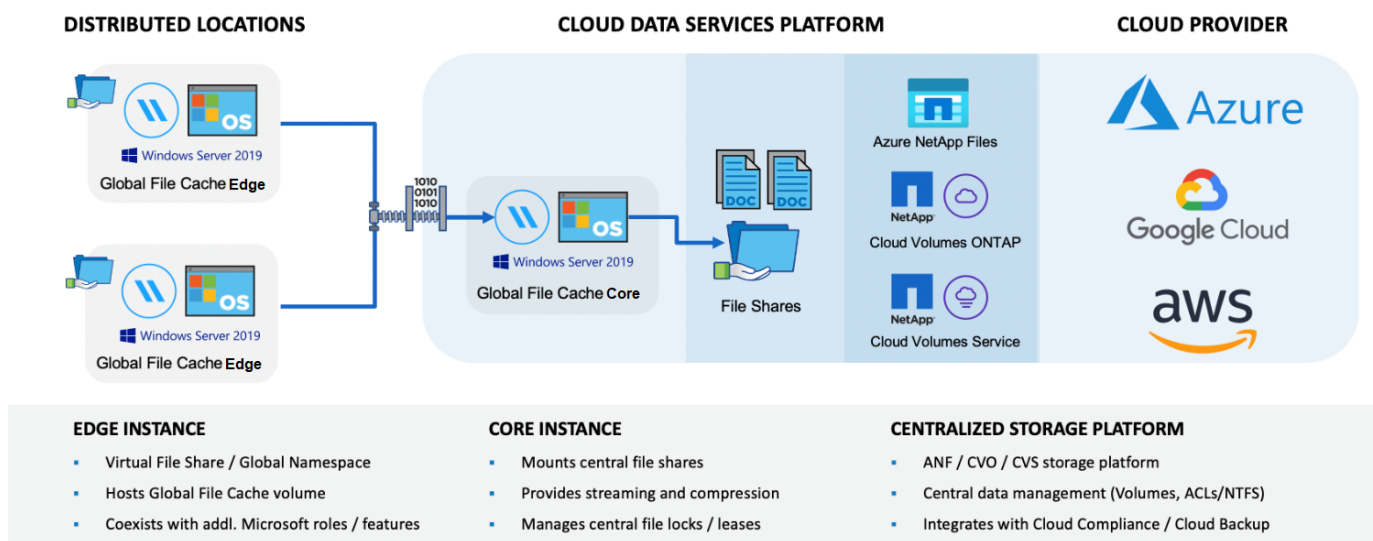 DISTRIBUTED LOCATIONS
CLOUD DATA SERVICES PLATFORM
CLOUD PROVIDER
OS
Windows Server 2019
Global File Cache Edge
OS
Windows Server 2019
Global File Cache Edge
1010
0101
1010
OS
Windows Server 2019
Global File Cache Core
DOC
DOC
File Shares
Azure NetApp Files
NetApp
Cloud Volumes ONTAP
NetApp
Cloud Volumes Service
Azure
Google Cloud
aws
EDGE INSTANCE
▪ Virtual File Share / Global Namespace
▪ Hosts Global File Cache volume
▪ Coexists with addl. Microsoft roles / features
CORE INSTANCE
▪ Mounts central file shares
▪ Provides streaming and compression
▪ Manages central file locks / leases
CENTRALIZED STORAGE PLATFORM
▪ ANF / CVO / CVS storage platform
▪ Central data management (Volumes, ACLs/NTFS)
▪ Integrates with Cloud Compliance / Cloud Backup